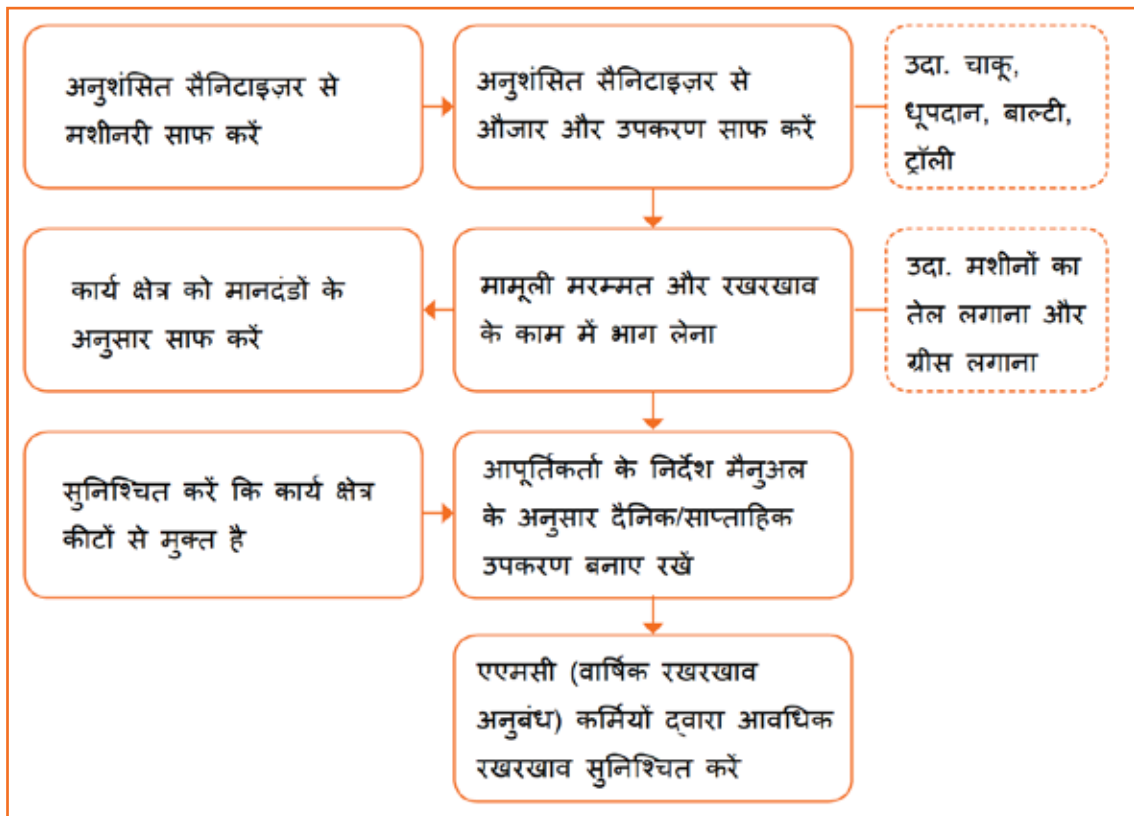 अनुशंसित सैनिटाइज़र से
मशीनरी साफ करें
अनुशंसित सैनिटाइज़र से
औजार और उपकरण साफ करें
उदा. चाकू,
धूपदान, बाल्टी,
ट्रॉली
कार्य क्षेत्र को मानदंडों के
अनुसार साफ करें
मामूली मरम्मत और रखरखाव
के काम में भाग लेना
उदा. मशीनों का
तेल लगाना और
ग्रीस लगाना
सुनिश्चित करें कि कार्य क्षेत्र
कीटों से मुक्त है
आपूर्तिकर्ता के निर्देश मैनुअल
के अनुसार दैनिक/साप्ताहिक
उपकरण बनाए रखें
एएमसी (वार्षिक रखरखाव
अनुबंध) कर्मियों द्वारा आवधिक
रखरखाव सुनिश्चित करें